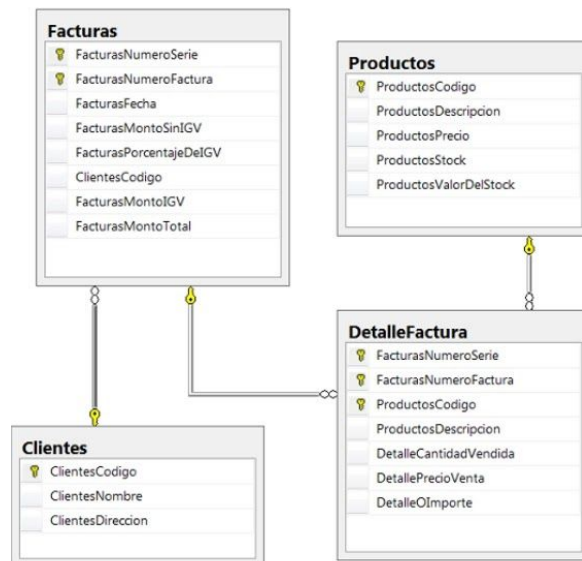 Facturas
FacturasNumeroSerie
FacturasNumeroFactura
FacturasFecha
FacturasMontoSinIGV
FacturasPorcentajeDeIGV
ClientesCodigo
FacturasMontoIGV
FacturasMontoTotal
Productos
ProductosCodigo
ProductosDescripcion
ProductosPrecio
ProductosStock
ProductosValorDelStock
DetalleFactura
FacturasNumeroSerie
FacturasNumeroFactura
ProductosCodigo
ProductosDescripcion
DetalleCantidadVendida
DetallePrecioVenta
DetalleOImporte
Clientes
ClientesCodigo
ClientesNombre
ClientesDireccion